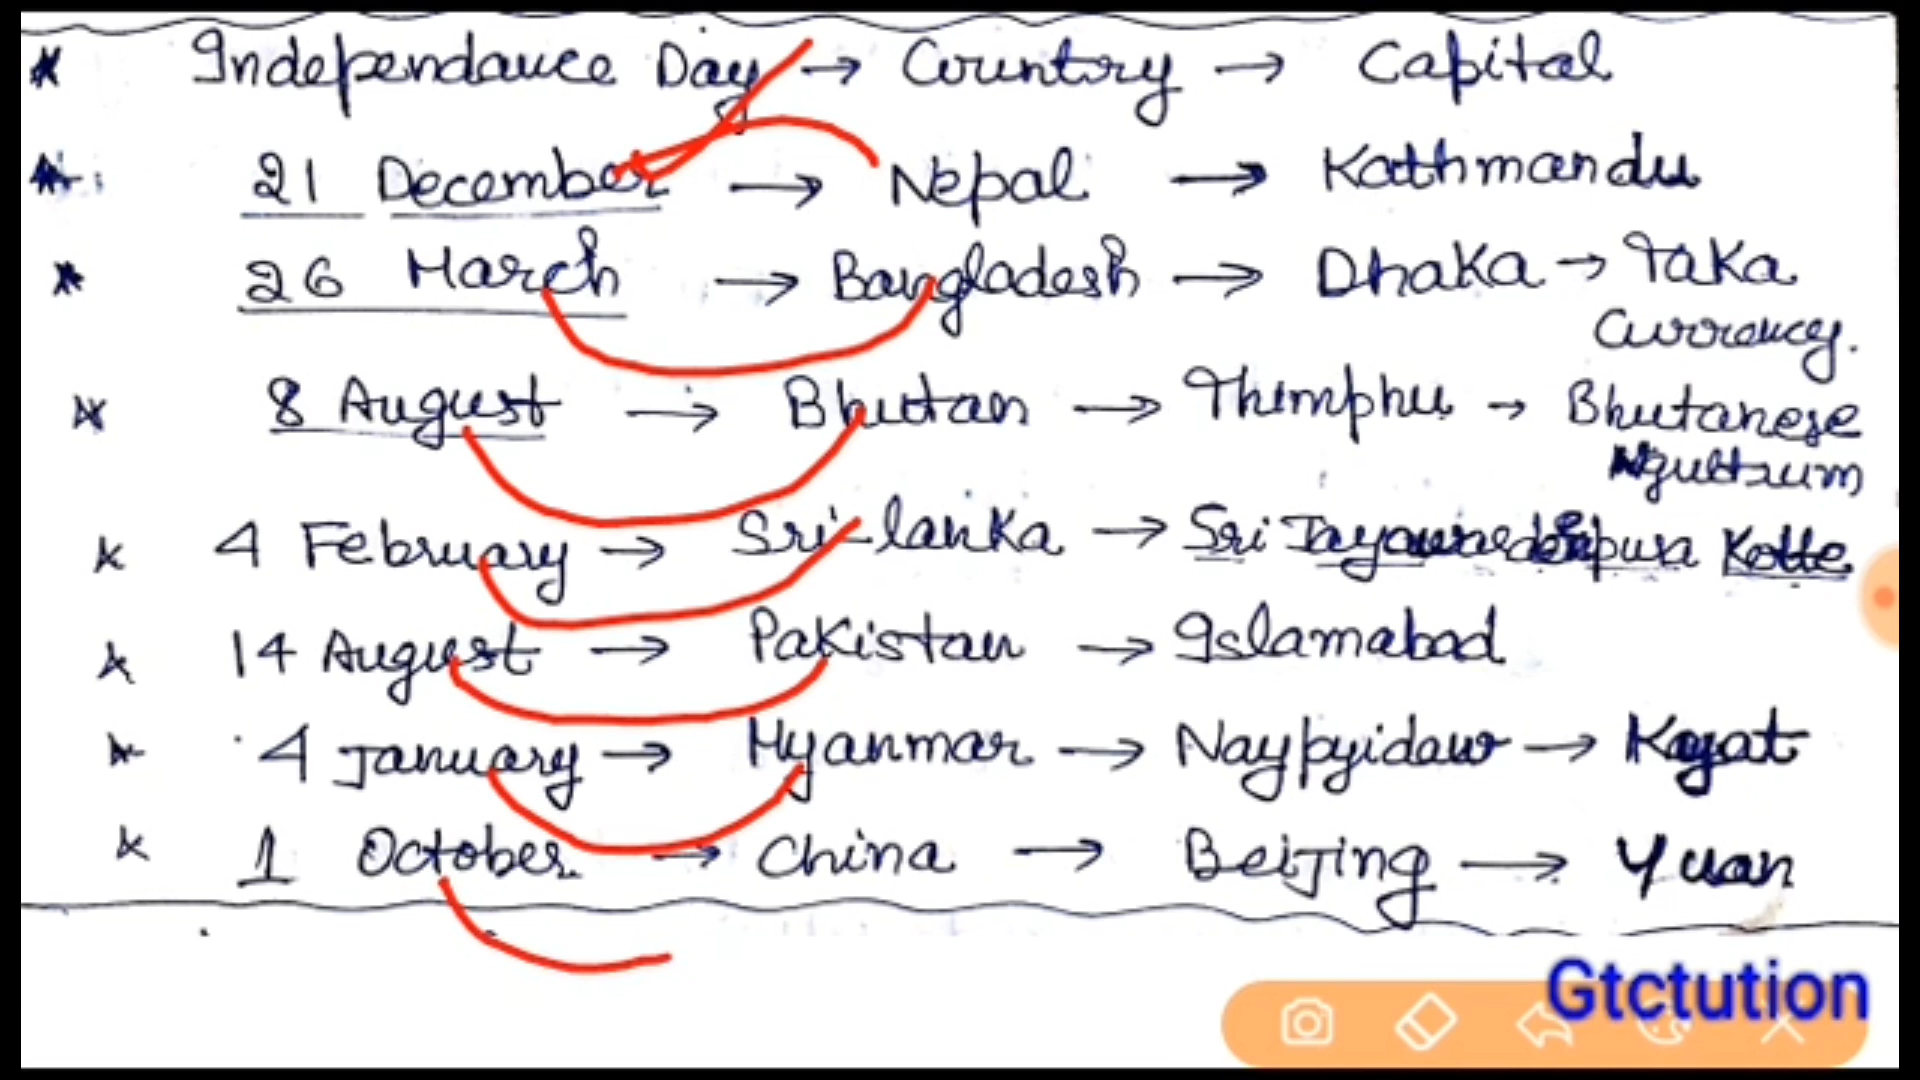 Independance Day → Country → Capital
21 December → Nepal → Kathmandu
26 March → Bangladesh → Dhaka → Taka
Currency.
8 August → Bhutan → Thimphu → Bhutanese
Ngultrum
4 February → Sri-lanka → Sri Kotte
14 August → Pakistan → Islamabad
4 January → Myanmar → Naypyidaw → Kyat
1 October → China → Beijing → Yuan
Gtctution